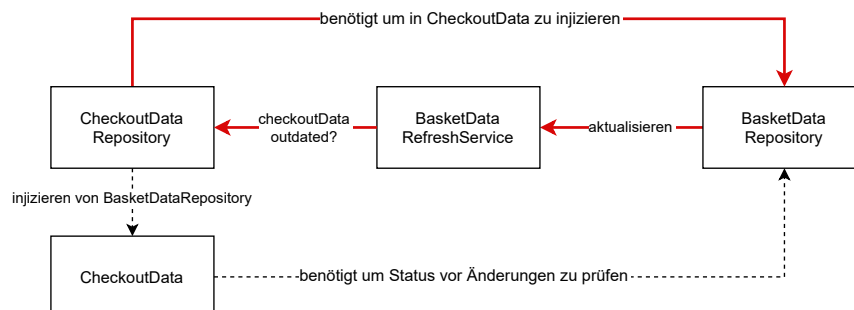 benötigt um in CheckoutData zu injizieren
CheckoutData
Repository
checkoutData
outdated?
BasketData
RefreshService
aktualisieren
BasketData
Repository
injizieren von BasketDataRepository
CheckoutData
benötigt um Status vor Änderungen zu prüfen